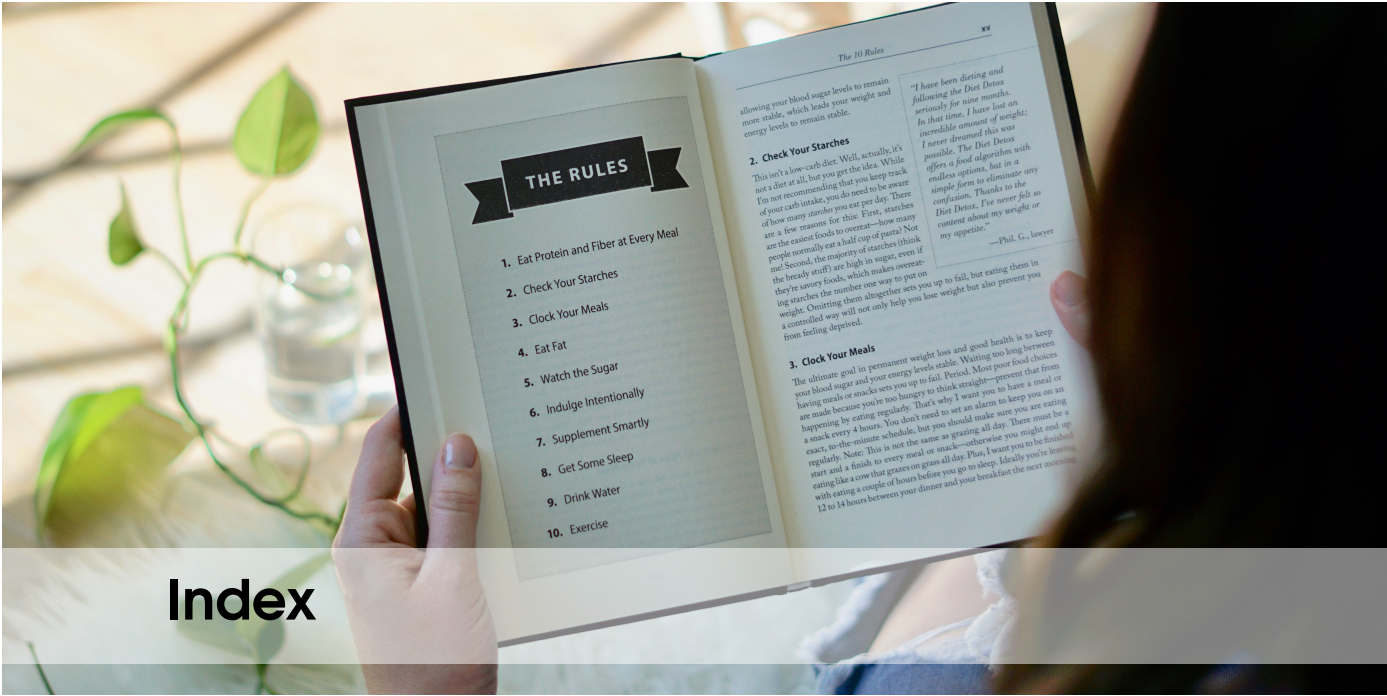 THE RULES
1. Eat Protein and Fiber at Every Meal
2. Check Your Starches
3. Clock Your Meals
4. Eat Fat
5. Watch the Sugar
6. Indulge Intentionally
7. Supplement Smartly
8. Get Some Sleep
9. Drink Water
10. Exercise
The 10 Rules
xv
allowing your blood sugar levels to remain
more stable, which leads your weight and
energy levels to remain stable.
2. Check Your Starches
This isn't a low-carb diet. Well, actually, it's
not a diet at all, but you get the idea. While
I'm not recommending that you keep track
of your carb intake, you do need to be aware
of how many starches you eat per day. There
are a few reasons for this: First, starches
are the easiest foods to overeat—how many
people normally eat a half cup of pasta? Not
me! Second, the majority of starches (think
the bready stuff) are high in sugar, even if
they're savory foods, which makes overeat-
ing starches the number one way to put on
weight. Omitting them altogether sets you up to fail, but eating them in
a controlled way will not only help you lose weight but also prevent you
from feeling deprived.
"I have been dieting and
following the Diet Detox
seriously for nine months.
In that time, I have lost an
incredible amount of weight;
I never dreamed this was
possible. The Diet Detox
offers a food algorithm with
endless options, but in a
simple form to eliminate any
confusion. Thanks to the
Diet Detox, I've never felt so
content about my weight or
my appetite."
—Phil. G., lawyer
3. Clock Your Meals
The ultimate goal in permanent weight loss and good health is to keep
your blood sugar and your energy levels stable. Waiting too long between
having meals or snacks sets you up to fail. Period. Most poor food choices
are made because you're too hungry to think straight—prevent that from
happening by eating regularly. That's why I want you to have a meal or
a snack every 4 hours. You don't need to set an alarm to keep you on an
exact, to-the-minute schedule, but you should make sure you are eating
regularly. Note: This is not the same as grazing all day. There must be a
start and a finish to every meal or snack—otherwise you might end up
eating like a cow that grazes on grass all day. Plus, I want you to be finished
with eating a couple of hours before you go to sleep. Ideally you're leaving
12 to 14 hours between your dinner and your breakfast the next morning
Index